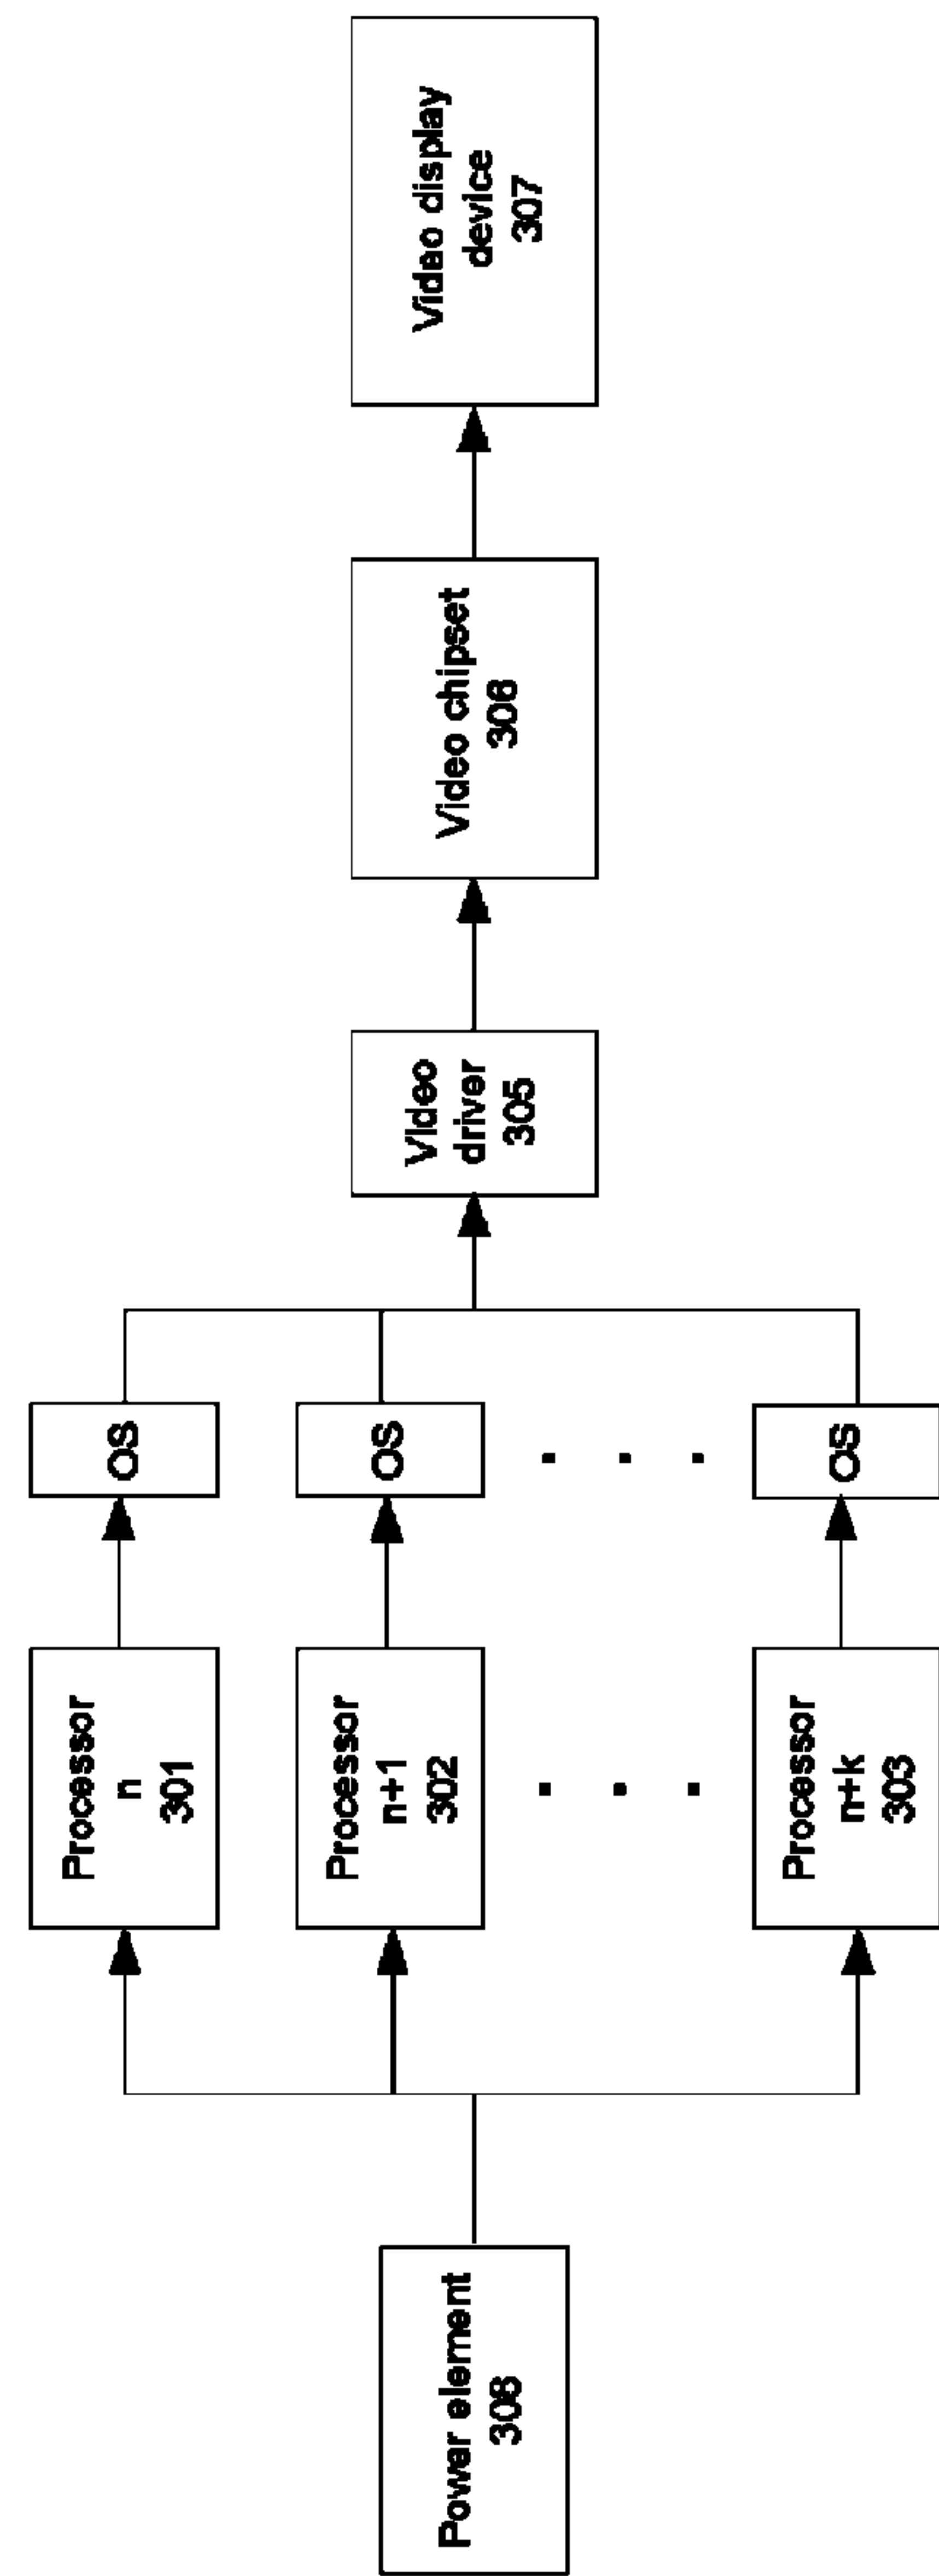 Power element
308
Processor
n
301
Processor
n+1
302
Processor
n+k
303
OS
OS
OS
Video
driver
305
Video chipset
306
Video display
device
307